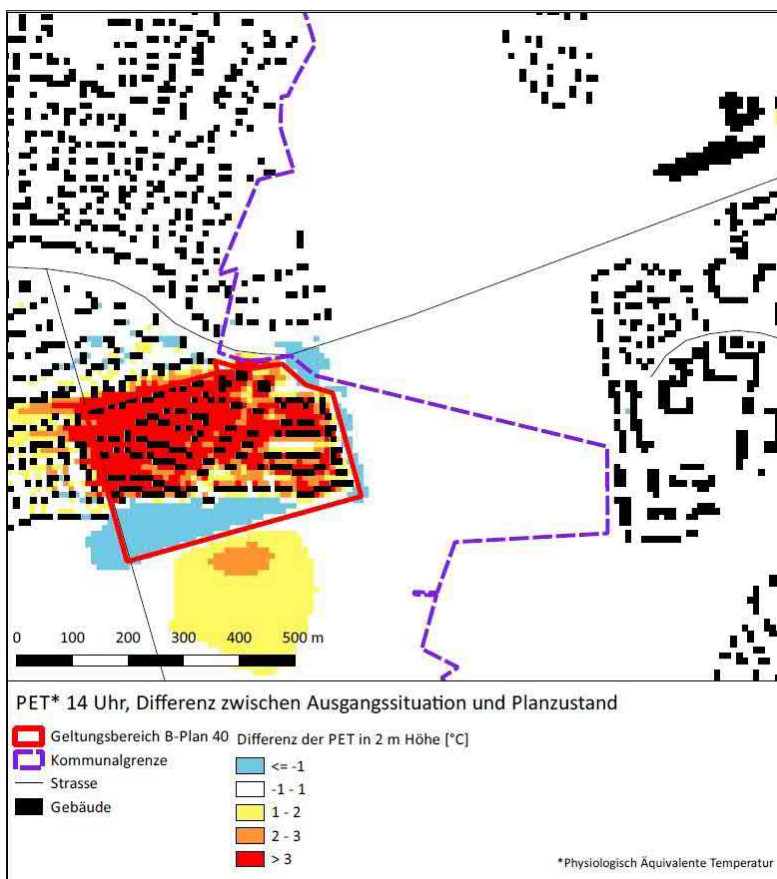 0 100 200 300 400 500 m
PET* 14 Uhr, Differenz zwischen Ausgangssituation und Planzustand
Geltungsbereich B-Plan 40
Kommunalgrenze
Strasse
Gebäude
Differenz der PET in 2 m Höhe [°C]
<= -1
-1 - 1
1 - 2
2 - 3
> 3
*Physiologisch Äquivalente Temperatur